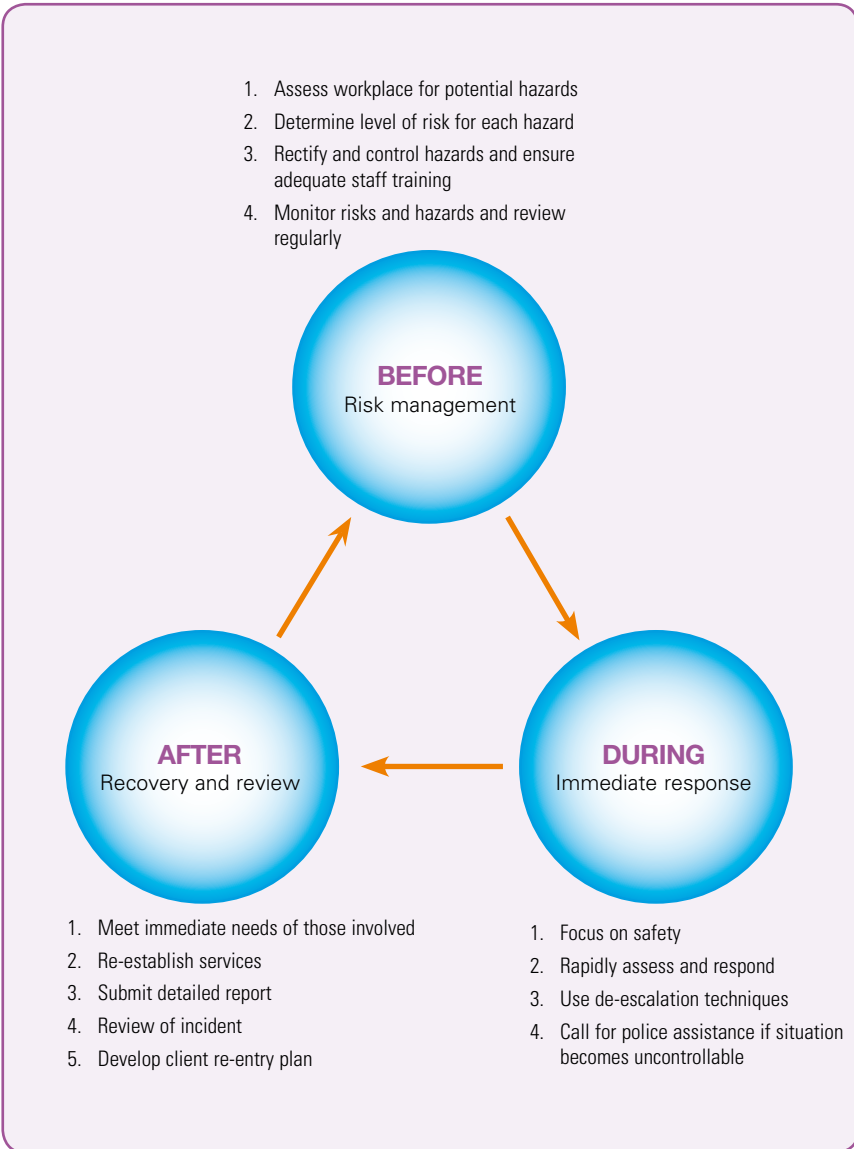 1. Assess workplace for potential hazards
2. Determine level of risk for each hazard
3. Rectify and control hazards and ensure
adequate staff training
4. Monitor risks and hazards and review
regularly
BEFORE
Risk management
AFTER
Recovery and review
DURING
Immediate response
1. Meet immediate needs of those involved
2. Re-establish services
3. Submit detailed report
4. Review of incident
5. Develop client re-entry plan
1. Focus on safety
2. Rapidly assess and respond
3. Use de-escalation techniques
4. Call for police assistance if situation
becomes uncontrollable